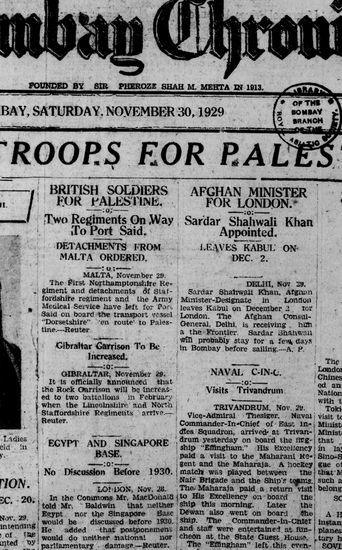 mbay Chroni
FOUNDED BY SIR PHEROZE SHAH M. MEHTA IN 1913.
BAY, SATURDAY, NOVEMBER 30, 1929
LIBRARY
OF THE
BOMBAY
BRANCH
OF THE
TROOPS FOR PALES
BRITISH SOLDIERS
FOR PALESTINE.
Two Regiments On Way
To Port Said.
DETACHMENTS FROM
MALTA ORDERED.
MALTA, November 29.
The First Northamptonshire Re-
giment and detachments of Staf-
fordshire regiment and the Army
Medical Service have left for Port
Said on board the transport vessel
"Dorsetshire" en route to Pales-
tine—Reuter.
Gibraltar Garrison To Be
Increased.
GIBRALTAR, November 29.
It is officially announced that
the Rock Garrison will be increas-
ed to two battalions in February
when the Lincolnshire and North
Staffordshire Regiments arrive.—
Reuter.
EGYPT AND SINGAPORE
BASE.
No Discussion Before 1930.
LONDON, Nov. 28.
In the Commons Mr. MacDonald
told Mr. Baldwin that neither
Egypt nor the Singapore Base
would be discussed before 1930.
He added that postponement
would do neither national nor
parliamentary damage.—Reuter.
AFGHAN MINISTER
FOR LONDON.
Sardar Shahwali Khan
Appointed.
LEAVES KABUL ON
DEC. 2.
DELHI, Nov. 29.
Sardar Shahwali Khan, Afghan
Minister-Designate in London
leaves Kabul on December 2 for
London. The Afghan Consul-
General, Delhi, is receiving him
at the Frontier. Sardar Shahwali
will probably stay for a few days
in Bombay before sailing.—A. P.
NAVAL C-IN-C.
Visits Trivandrum
TRIVANDRUM, Nov. 29.
Vice-Admiral Thesiger, Naval
Commander-in-Chief of East In-
dies Squadron, arrived at Trivan-
drum yesterday on board the flag-
ship "Effingham." His Excellency
paid a visit to the Maharani Re-
gent and the Maharaja. A hockey
match was played between the
Nair Brigade and the Ship's team.
The Maharaja paid a return visit
to His Excellency on board the
ship this morning. Later the
Dewan also went on board the
ship. The Commander-in-Chief
and staff were entertained at lun-
cheon at the State Guest House.
The "Effingham" left this even-
Ladies
DEC. 20.
Nov. 29.
The
London
Chinese
Nation
with
Tokio
visit to
Minist
Minist
that
such a
belong
A H
Instan
planes